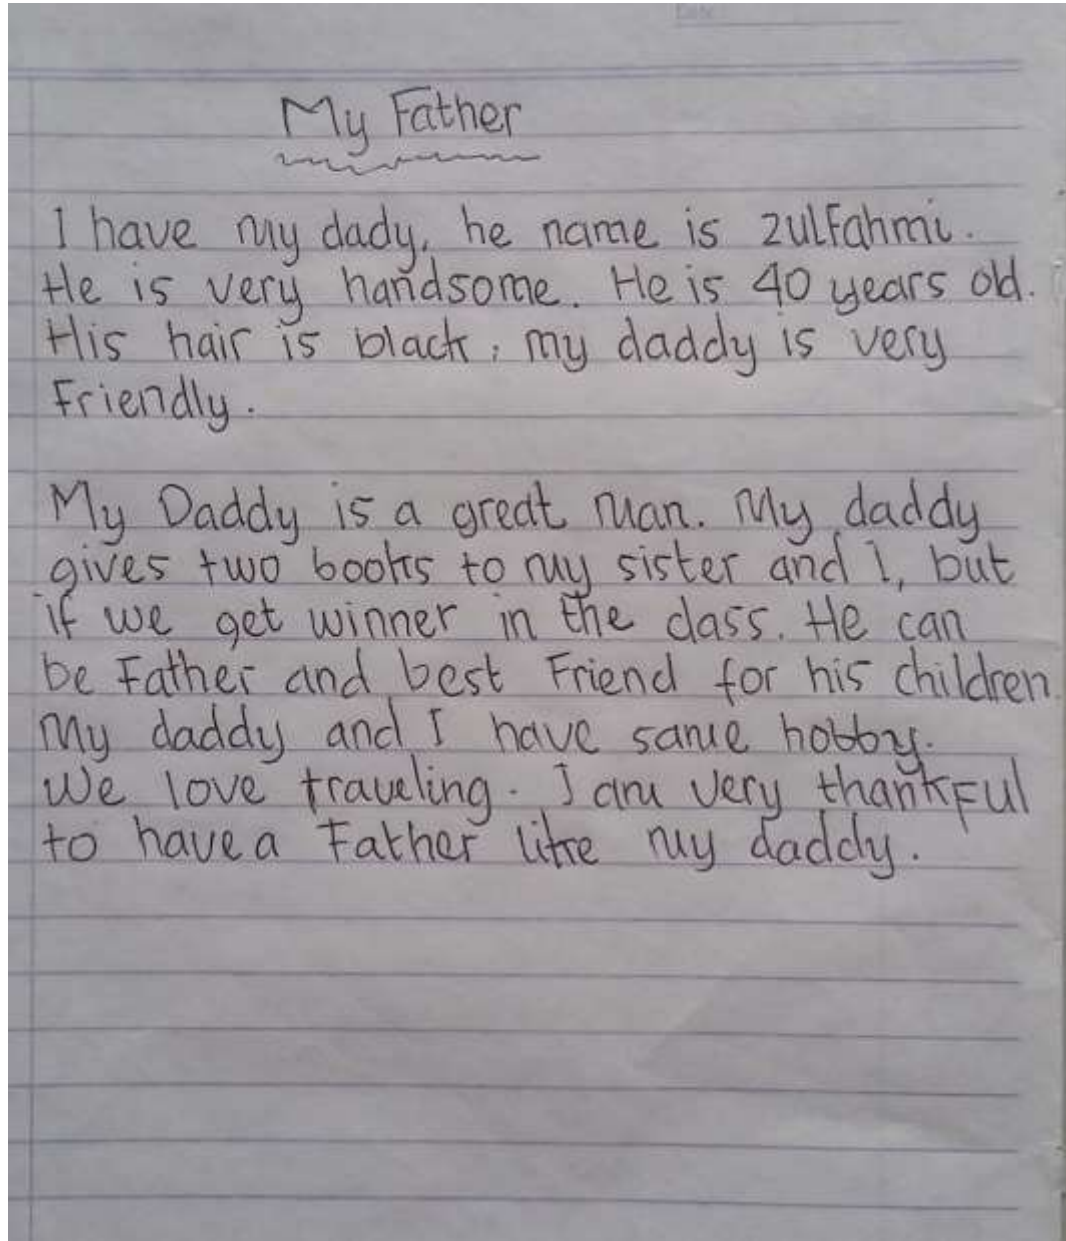 Date
My Father
I have my dady, he name is zulFahmi.
He is very handsome. He is 40 years old.
His hair is black, my daddy is very
Friendly.
My Daddy is a great man. My daddy
gives two books to my sister and I, but
if we get winner in the class. He can
be Father and best Friend for his children.
My daddy and I have same hobby.
We love traveling. I am very thankFul
to have a Father like my daddy.